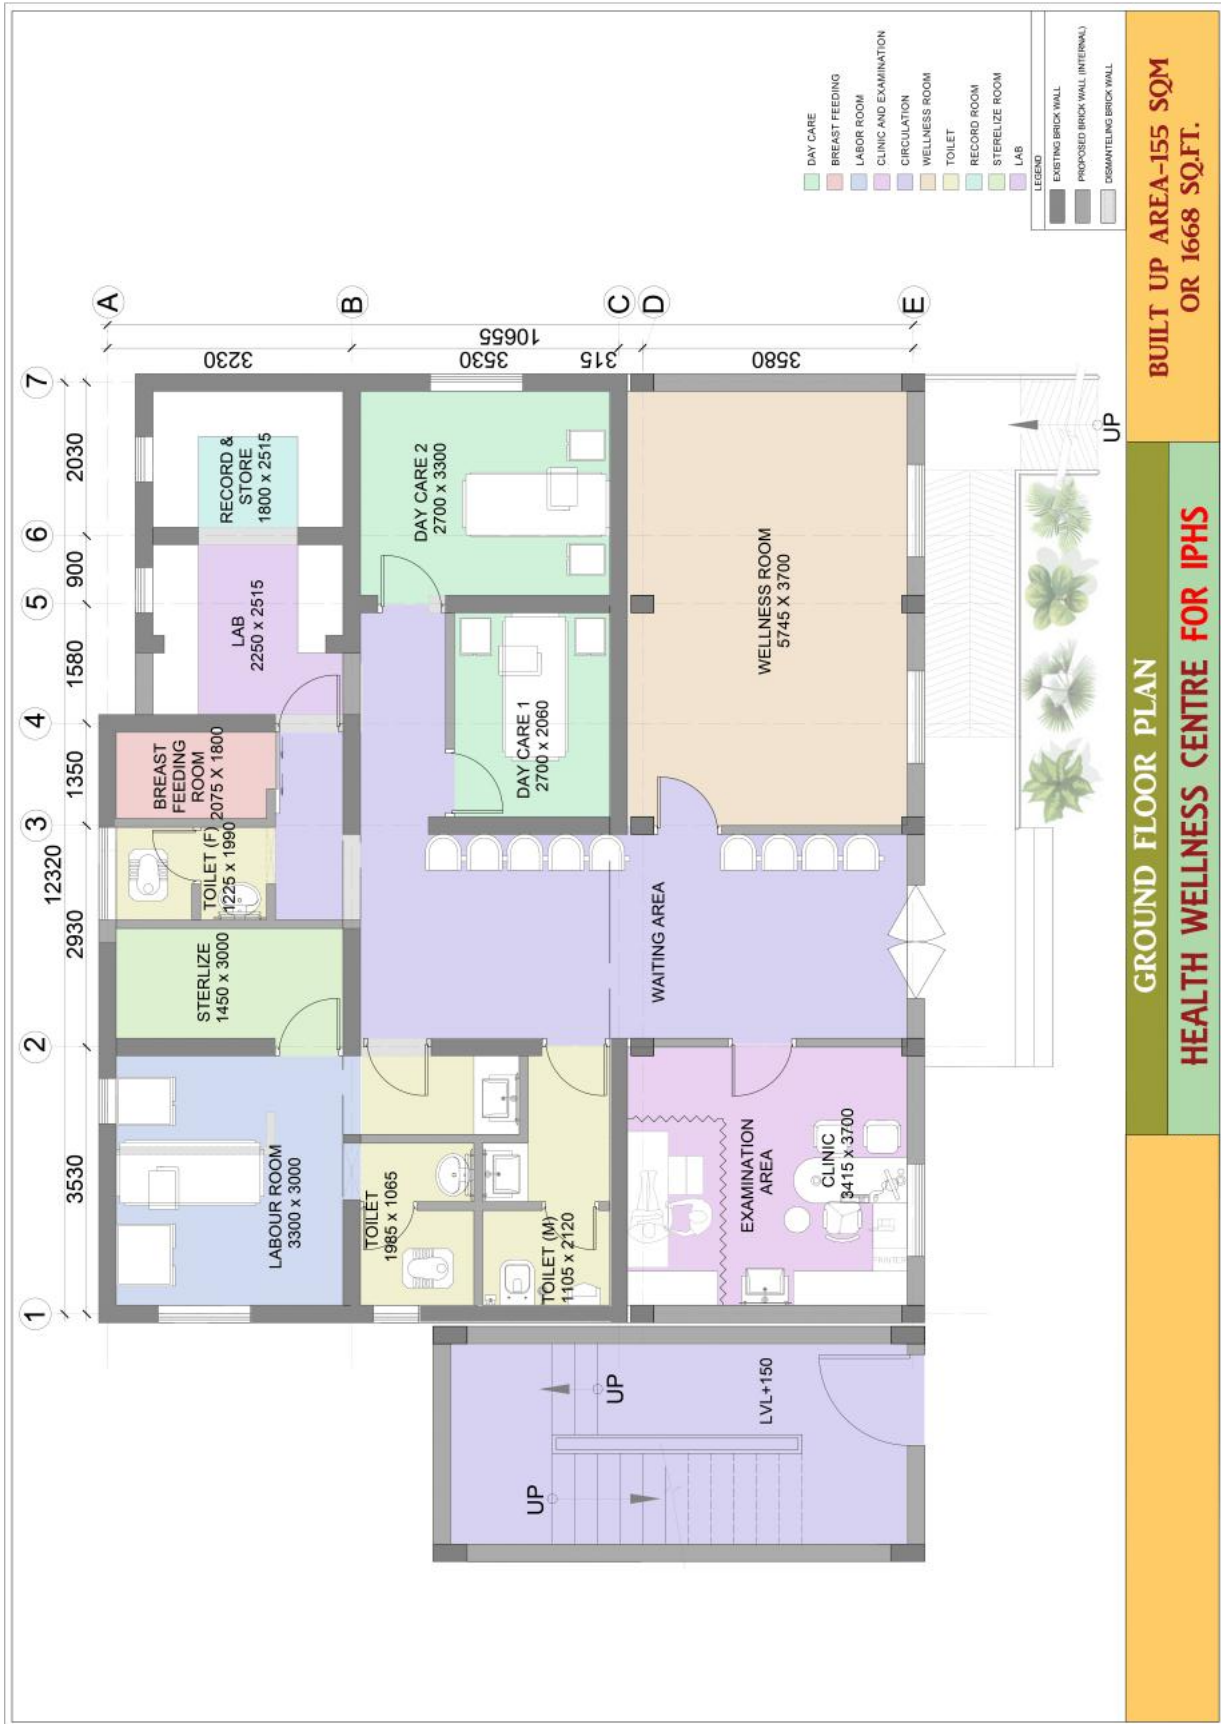 1
2
3
4
5
6
7
12320
3530
2930
1350
1580
900
2030
A
B
C
D
E
3230
3530
315
3580
10655
LABOUR ROOM
3300 x 3000
STERLIZE
1450 x 3000
TOILET (F)
1225 x 1990
BREAST
FEEDING
ROOM
2075 X 1800
LAB
2250 x 2515
RECORD &
STORE
1800 x 2515
TOILET
1985 x 1065
TOILET (M)
1105 x 2120
DAY CARE 1
2700 x 2060
DAY CARE 2
2700 x 3300
WAITING AREA
EXAMINATION
AREA
CLINIC
3415 x 3700
PRINTER
WELLNESS ROOM
5745 X 3700
UP
UP
LVL+150
UP
DAY CARE
BREAST FEEDING
LABOR ROOM
CLINIC AND EXAMINATION
CIRCULATION
WELLNESS ROOM
TOILET
RECORD ROOM
STERELIZE ROOM
LAB
LEGEND
EXISTING BRICK WALL
PROPOSED BRICK WALL (INTERNAL)
DISMANTELING BRICK WALL
GROUND FLOOR PLAN
HEALTH WELLNESS CENTRE FOR IPHS
BUILT UP AREA-155 SQM
OR 1668 SQ.FT.